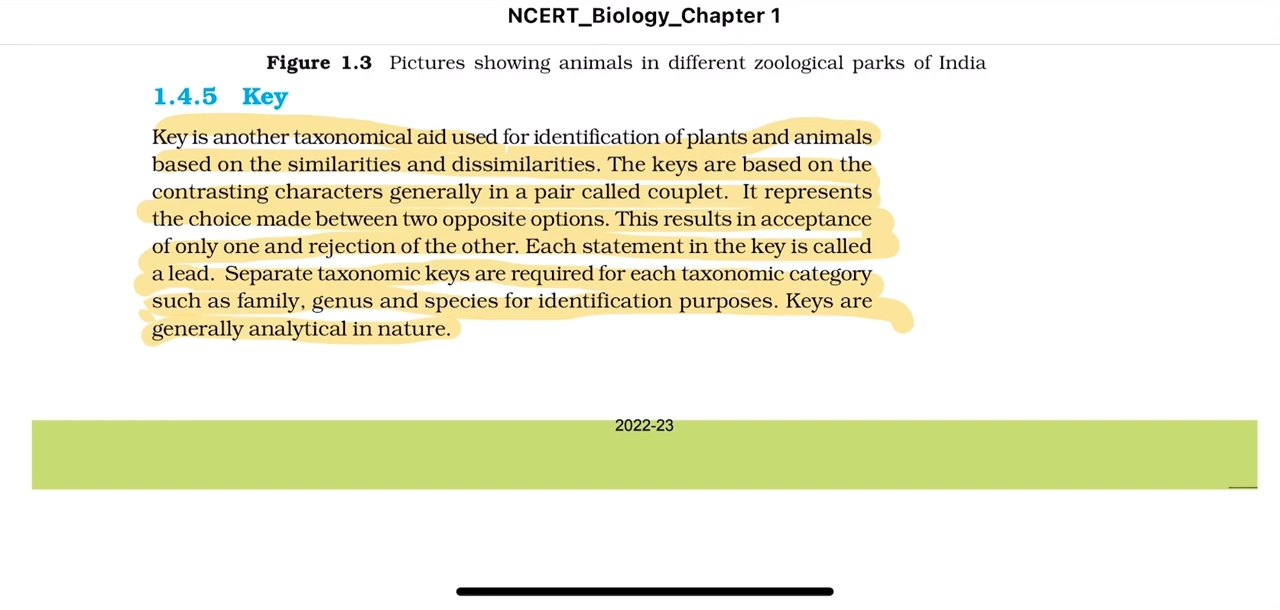 NCERT_Biology_Chapter 1
Figure 1.3 Pictures showing animals in different zoological parks of India
1.4.5 Key
Key is another taxonomical aid used for identification of plants and animals
based on the similarities and dissimilarities. The keys are based on the
contrasting characters generally in a pair called couplet. It represents
the choice made between two opposite options. This results in acceptance
of only one and rejection of the other. Each statement in the key is called
a lead. Separate taxonomic keys are required for each taxonomic category
such as family, genus and species for identification purposes. Keys are
generally analytical in nature.
2022-23